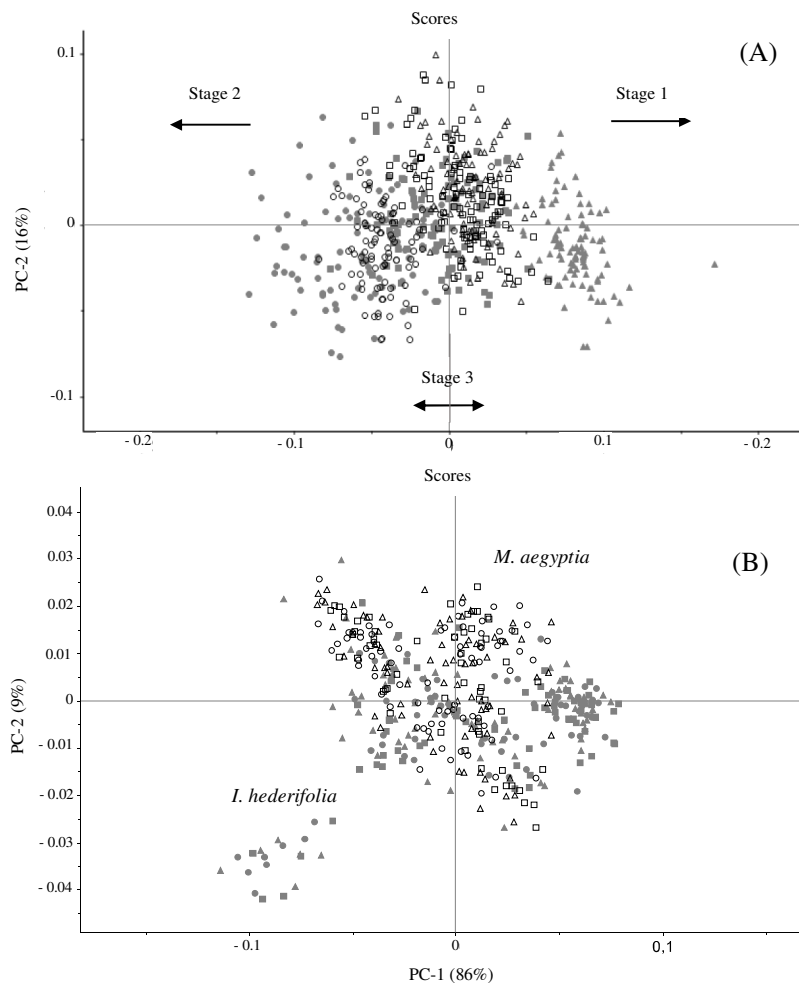 Scores
(A)
0.1
Stage 2
Stage 1
0
PC-2 (16%)
Stage 3
-0.1
- 0.2
- 0.1
0
0.1
- 0.2
Scores
0.04
M. aegyptia
(B)
0.03
0.02
0.01
0
PC-2 (9%)
- 0.01
- 0.02
I. hederifolia
- 0.03
- 0.04
- 0.1
0
0,1
PC-1 (86%)